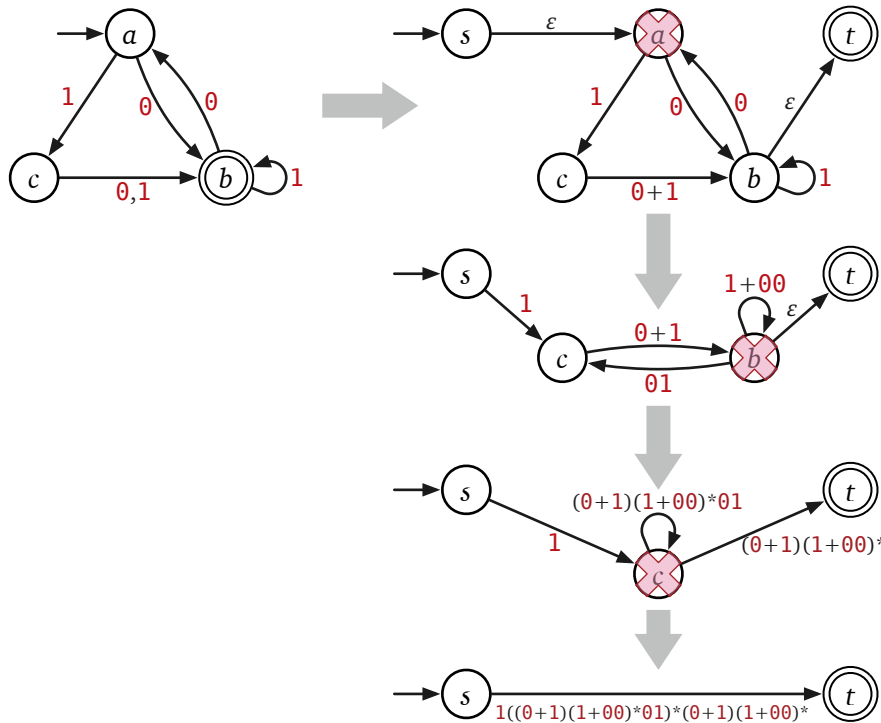 a
1
0
0
c
0,1
b
1
s
ε
a
t
1
0
0
ε
c
0+1
b
1
s
1+00
t
1
ε
0+1
c
b
01
s
(0+1)(1+00)*01
t
1
(0+1)(1+00)*
c
s
t
1((0+1)(1+00)*01)*(0+1)(1+00)*